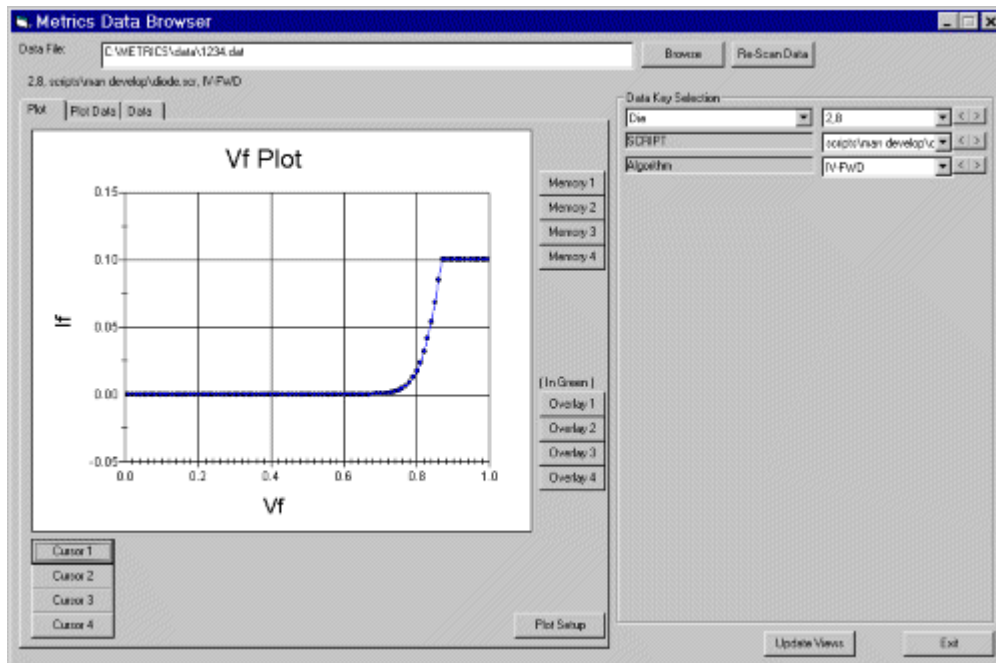 Metrics Data Browser
Data File: C:\METRICS\data\1234.dat Browse Re-Scan Data
2,8, scripts\man develop\diode.scr, IV-FWD
Plot Plot Data Data
Vf Plot
0.15
0.10
If
0.05
0.00
-0.05
0.0 0.2 0.4 0.6 0.8 1.0
Vf
Memory 1
Memory 2
Memory 3
Memory 4
( In Green )
Overlay 1
Overlay 2
Overlay 3
Overlay 4
Cursor 1
Cursor 2
Cursor 3
Cursor 4
Plot Setup
Data Key Selection
Die 2,8 < >
SCRIPT scripts\man develop\c < >
Algorithm IV-FWD < >
Update Views Exit